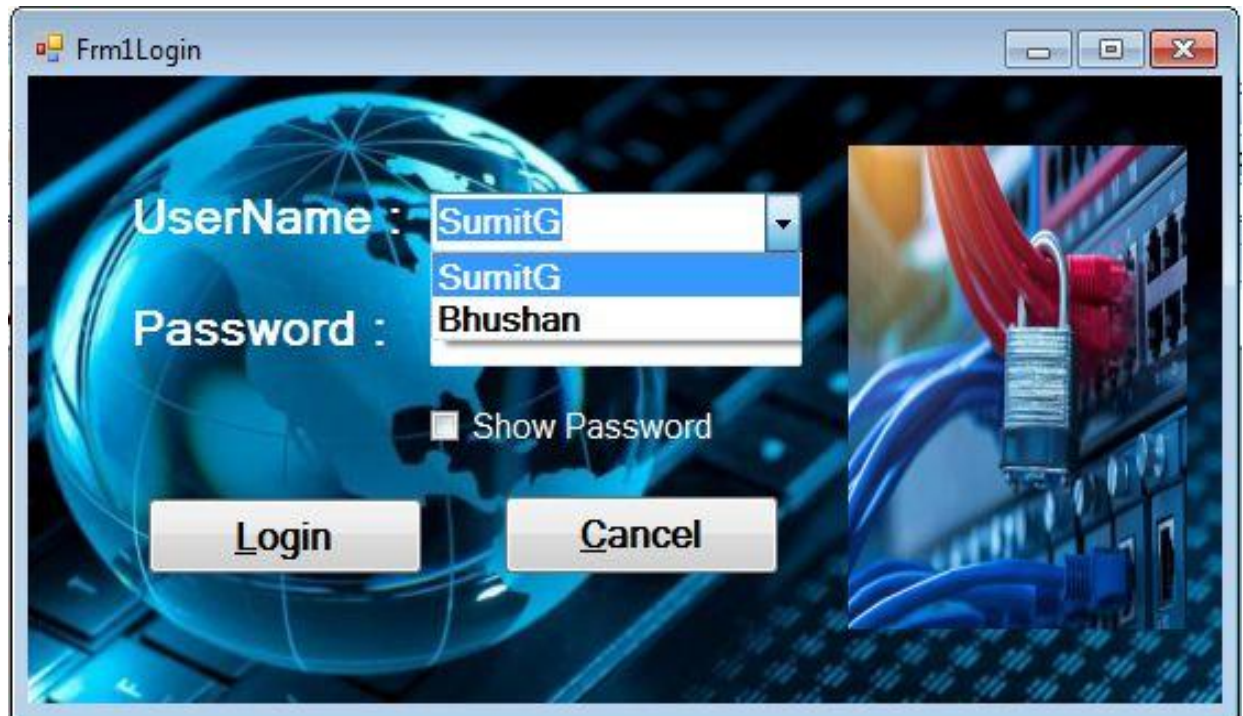 Frm1Login
UserName : SumitG
SumitG
Bhushan
Password :
Show Password
Login Cancel